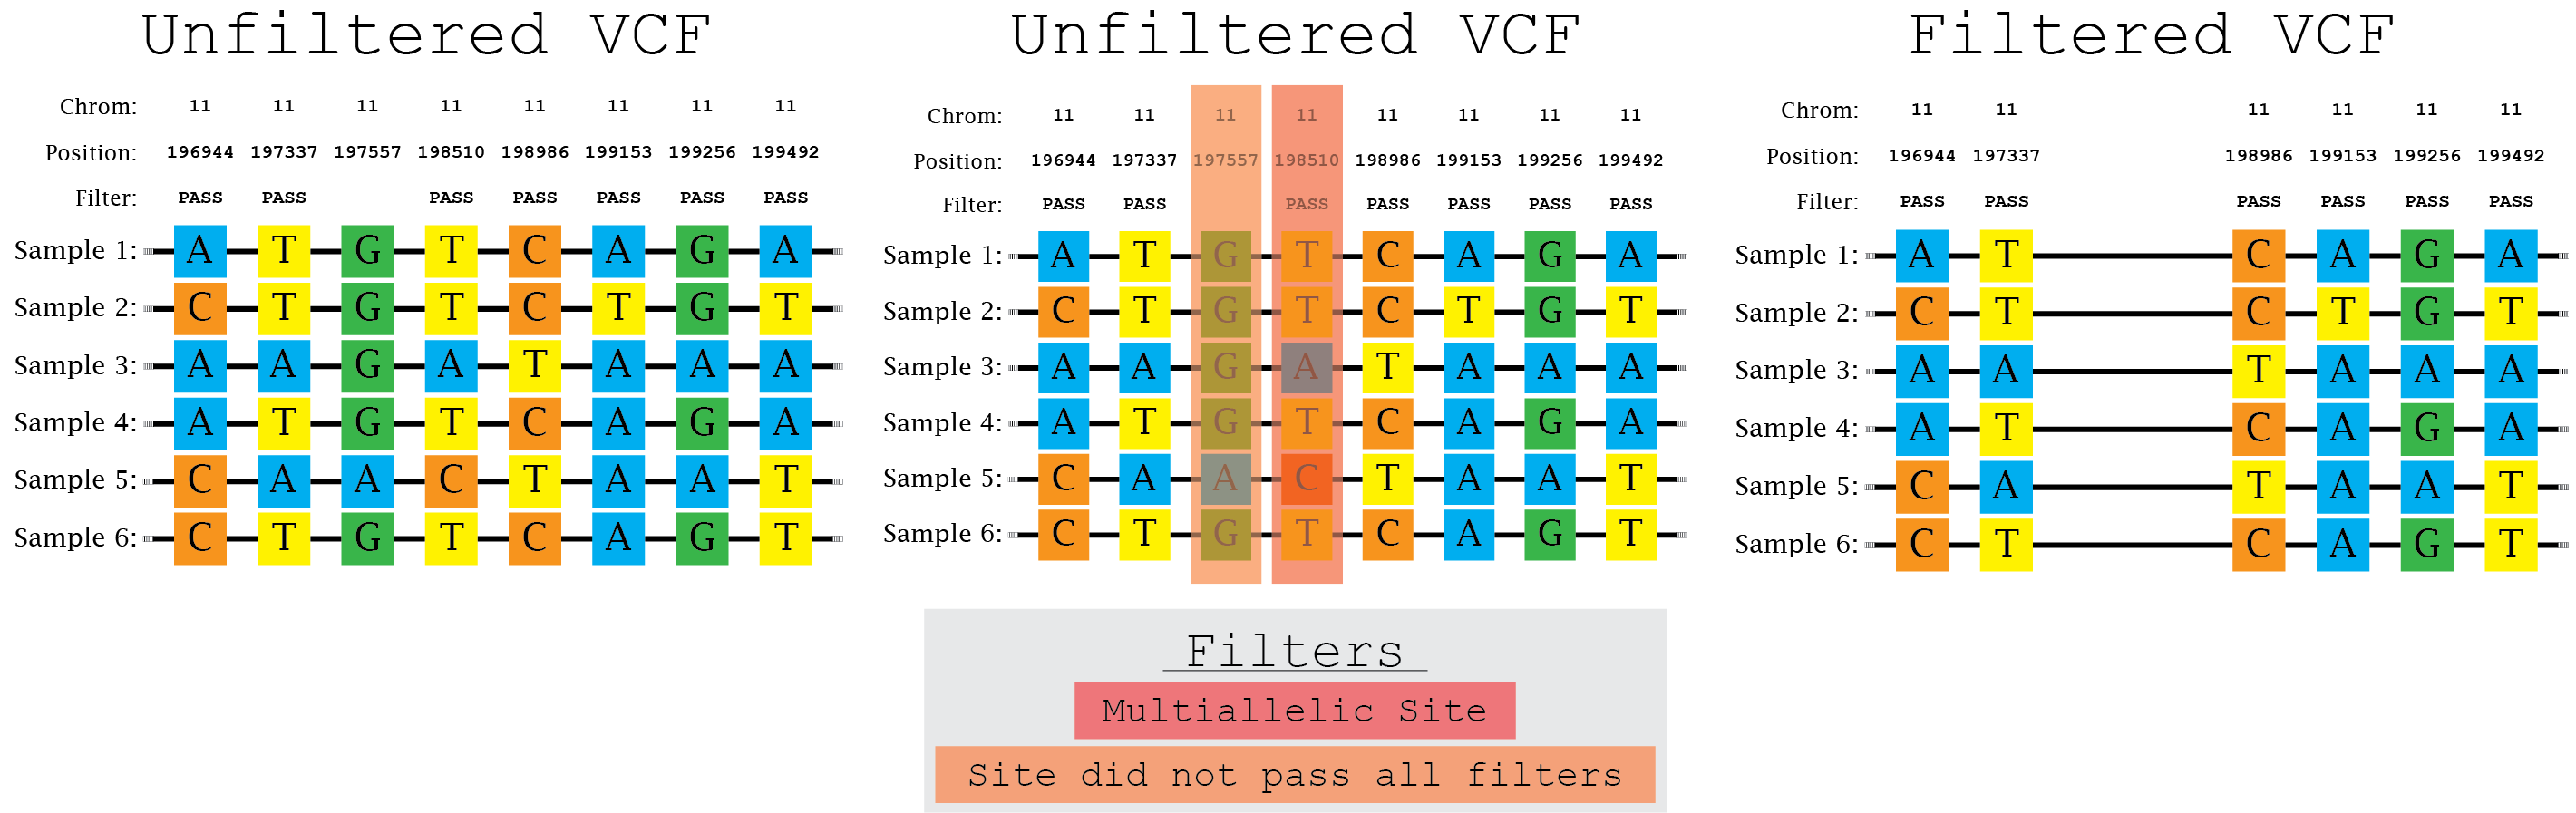 Unfiltered VCF
Chrom: 11 11 11 11 11 11 11 11
Position: 196944 197337 197557 198510 198986 199153 199256 199492
Filter: PASS PASS PASS PASS PASS PASS PASS
Sample 1: A T G T C A G A
Sample 2: C T G T C T G T
Sample 3: A A G A T A A A
Sample 4: A T G T C A G A
Sample 5: C A A C T A A T
Sample 6: C T G T C A G T
Unfiltered VCF
Chrom: 11 11 11 11 11 11 11 11
Position: 196944 197337 197557 198510 198986 199153 199256 199492
Filter: PASS PASS PASS PASS PASS PASS PASS
Sample 1: A T G T C A G A
Sample 2: C T G T C T G T
Sample 3: A A G A T A A A
Sample 4: A T G T C A G A
Sample 5: C A A C T A A T
Sample 6: C T G T C A G T
Filters
Multiallelic Site
Site did not pass all filters
Filtered VCF
Chrom: 11 11 11 11 11 11
Position: 196944 197337 198986 199153 199256 199492
Filter: PASS PASS PASS PASS PASS PASS
Sample 1: A T C A G A
Sample 2: C T C T G T
Sample 3: A A T A A A
Sample 4: A T C A G A
Sample 5: C A T A A T
Sample 6: C T C A G T